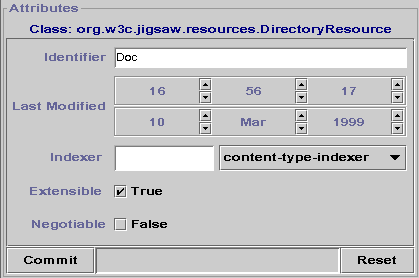 Attributes
Class: org.w3c.jigsaw.resources.DirectoryResource
Identifier Doc
Last Modified
16 56 17
10 Mar 1999
Indexer content-type-indexer
Extensible True
Negotiable False
Commit Reset